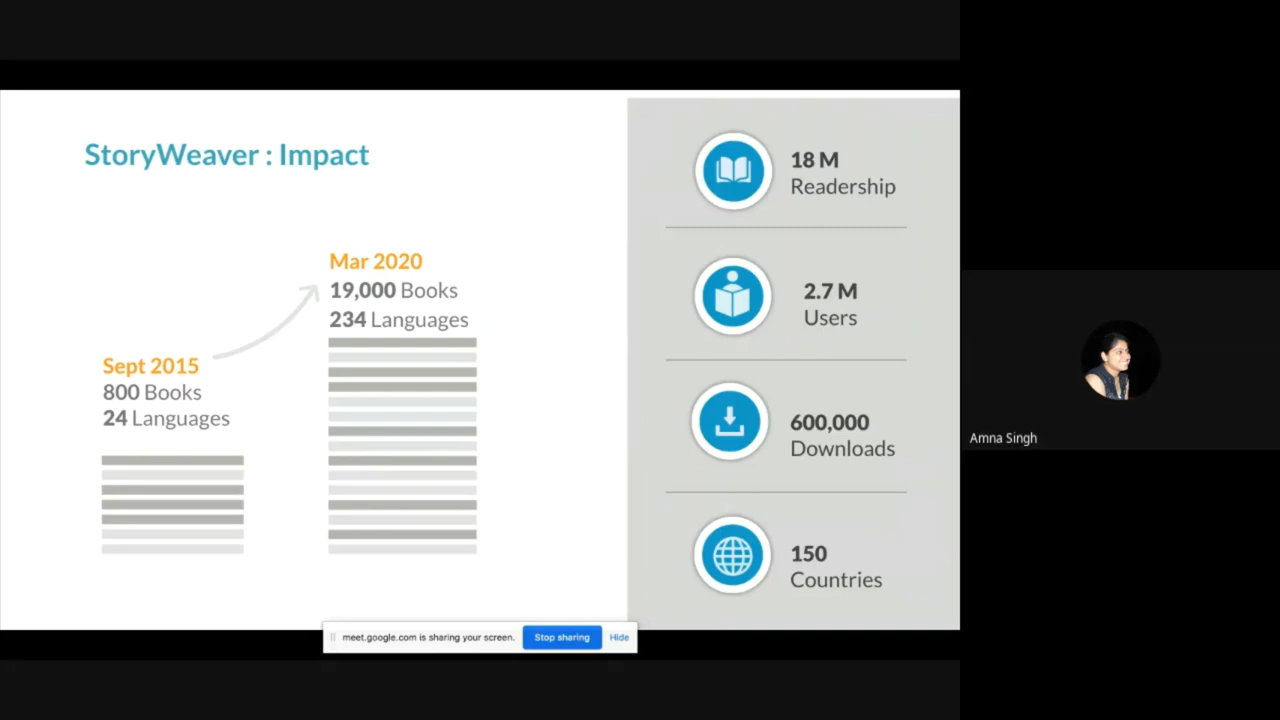 StoryWeaver : Impact
Mar 2020
19,000 Books
234 Languages
Sept 2015
800 Books
24 Languages
18 M
Readership
2.7 M
Users
600,000
Downloads
150
Countries
Amna Singh
meet.google.com is sharing your screen. Stop sharing Hide